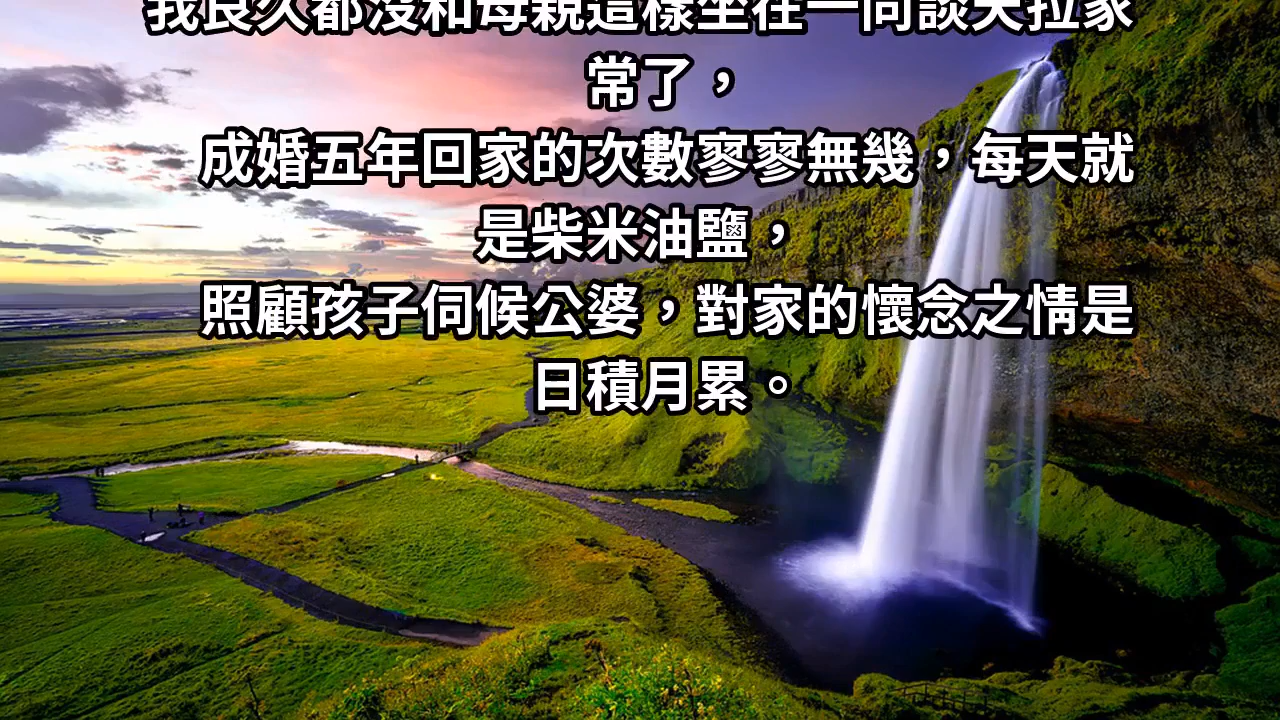 我良久都沒和母親這樣坐在一同談天拉家
常了，
成婚五年回家的次數寥寥無幾，每天就
是柴米油鹽，
照顧孩子伺候公婆，對家的懷念之情是
日積月累。